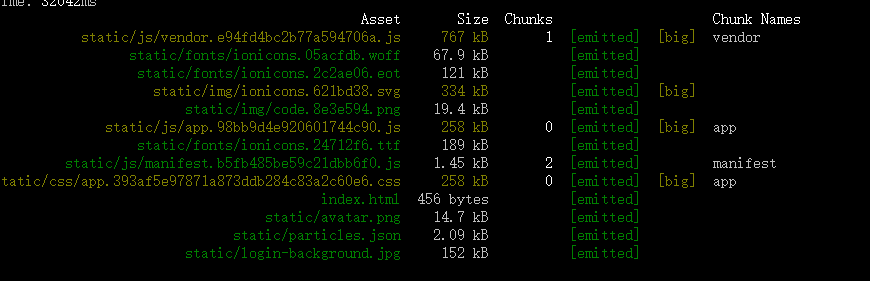 ime: 32042ms
Asset Size Chunks Chunk Names
static/js/vendor.e94fd4bc2b77a594706a.js 767 kB 1 [emitted] [big] vendor
static/fonts/ionicons.05acfdb.woff 67.9 kB [emitted]
static/fonts/ionicons.2c2ae06.eot 121 kB [emitted]
static/img/ionicons.621bd38.svg 334 kB [emitted] [big]
static/img/code.8e3e594.png 19.4 kB [emitted]
static/js/app.98bb9d4e920601744c90.js 258 kB 0 [emitted] [big] app
static/fonts/ionicons.24712f6.ttf 189 kB [emitted]
static/js/manifest.b5fb485be59c21dbb6f0.js 1.45 kB 2 [emitted] manifest
tatic/css/app.393af5e97871a873ddb284c83a2c60e6.css 258 kB 0 [emitted] [big] app
index.html 456 bytes [emitted]
static/avatar.png 14.7 kB [emitted]
static/particles.json 2.09 kB [emitted]
static/login-background.jpg 152 kB [emitted]